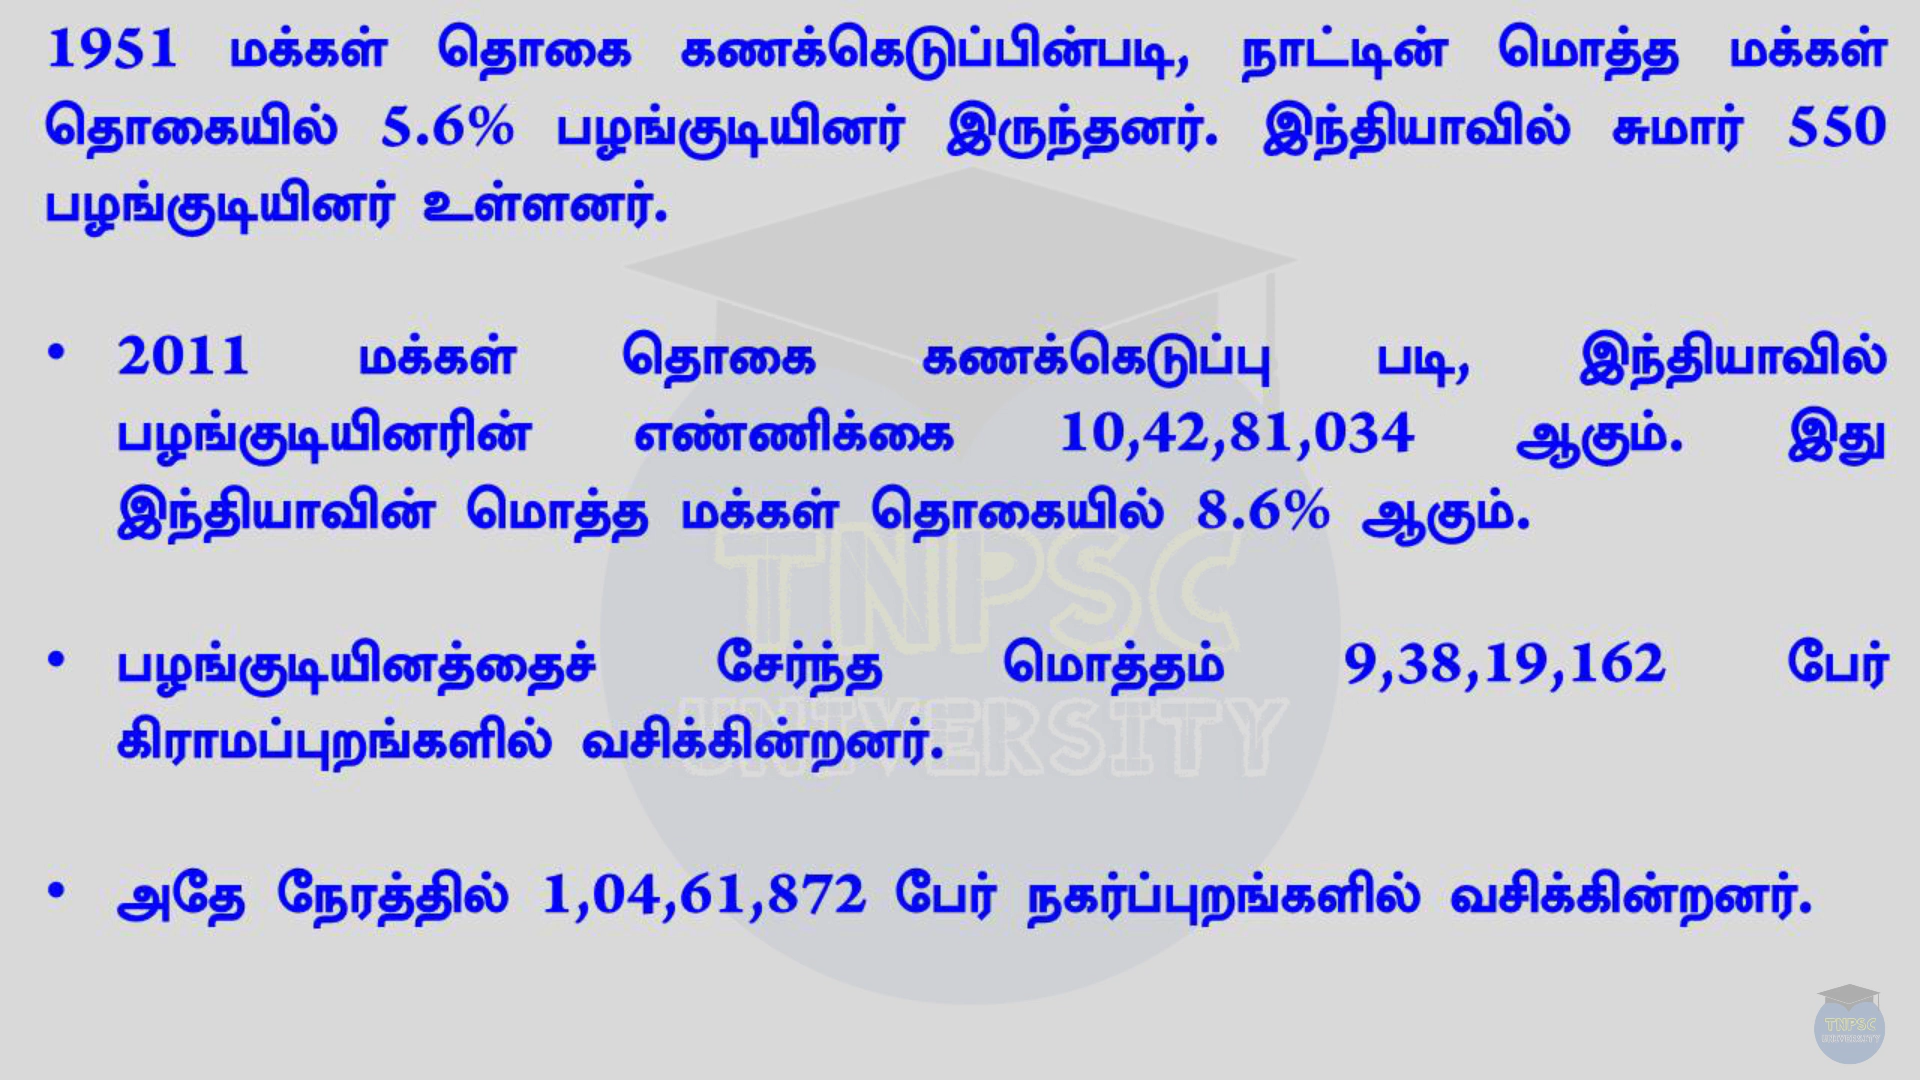 1951 மக்கள் தொகை கணக்கெடுப்பின்படி, நாட்டின் மொத்த மக்கள்
தொகையில் 5.6% பழங்குடியினர் இருந்தனர். இந்தியாவில் சுமார் 550
பழங்குடியினர் உள்ளனர்.
• 2011 மக்கள் தொகை கணக்கெடுப்பு படி, இந்தியாவில்
பழங்குடியினரின் எண்ணிக்கை 10,42,81,034 ஆகும். இது
இந்தியாவின் மொத்த மக்கள் தொகையில் 8.6% ஆகும்.
• பழங்குடியினத்தைச் சேர்ந்த மொத்தம் 9,38,19,162 பேர்
கிராமப்புறங்களில் வசிக்கின்றனர்.
• அதே நேரத்தில் 1,04,61,872 பேர் நகர்ப்புறங்களில் வசிக்கின்றனர்.
TNPSC
UNIVERSITY
TNPSC
UNIVERSITY